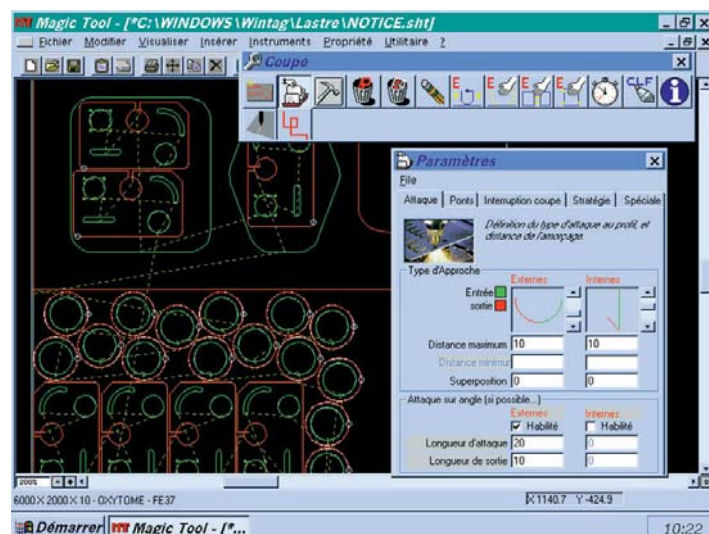 Magic Tool - [*C:\WINDOWS\Wintag\Lastre\NOTICE.sht]
Fichier Modifier Visualiser Insérer Instruments Propriété Utilitaire ?
Coupe
E E E E CLF
Paramètres
File
Attaque Ponts Interruption coupe Stratégie Spéciale
Définition du type d'attaque au profil, et
distance de l'amorçage.
Type d'Approche
Externes Internes
Entrée
sortie
Distance maximum 10 10
Distance minimur
Superposition 0 0
Attaque sur angle (si possible...)
Externes Internes
Habilité Habilité
Longueur d'attaque 20 0
Longueur de sortie 10 0
200%
6000 X 2000 X 10 - OXYTOME - FE37 X 1140.7 Y -424.9
Démarrer Magic Tool - [*... 10:22